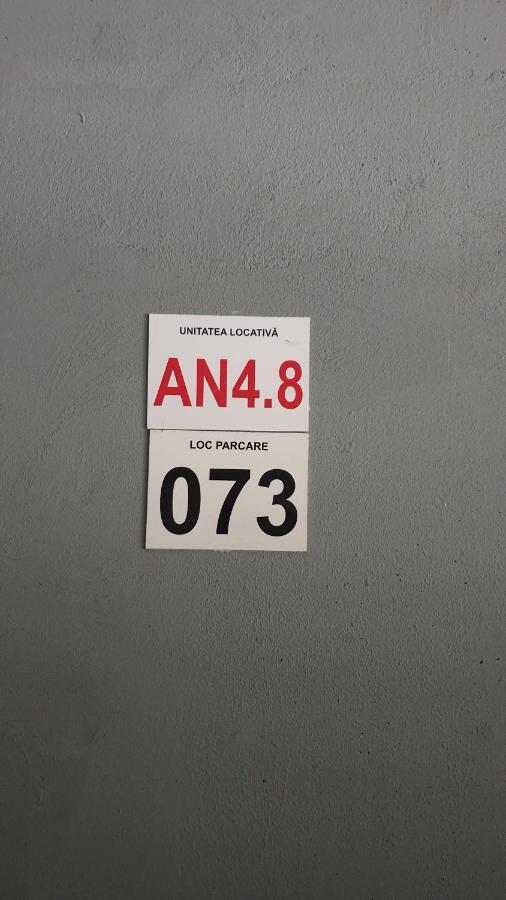 UNITATEA LOCATIVĂ
AN4.8
LOC PARCARE
073